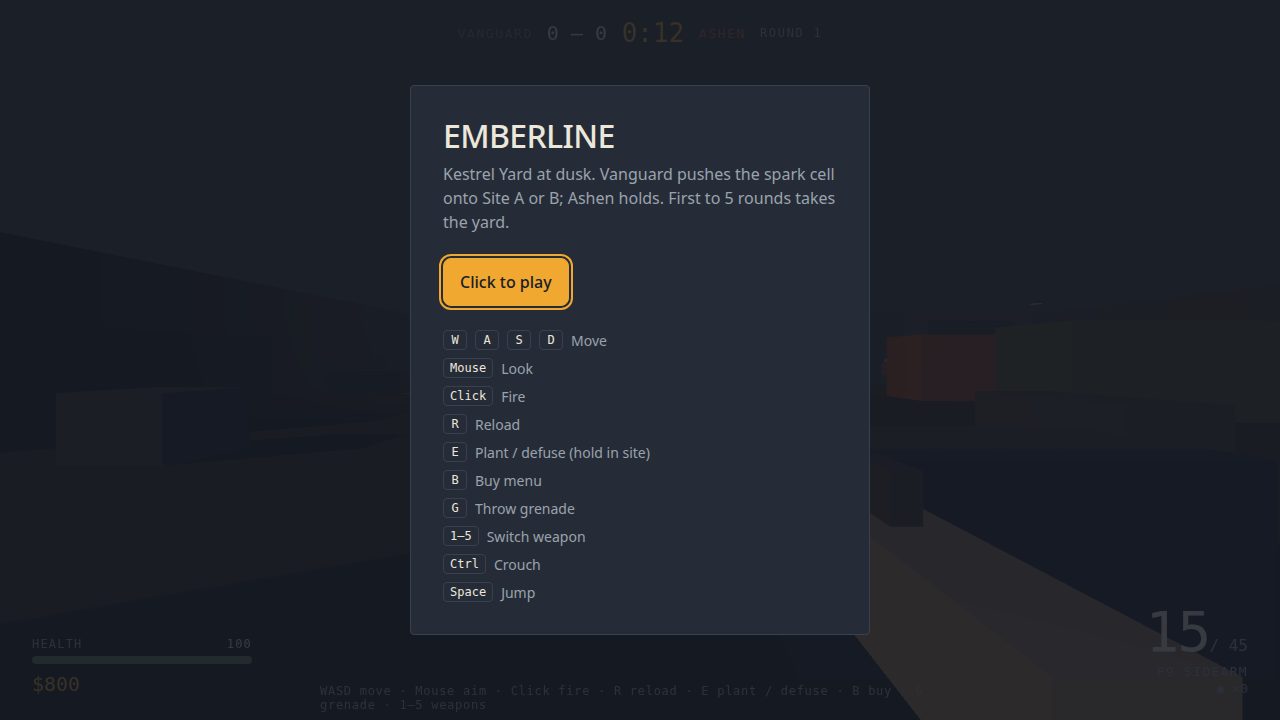 VANGUARD 0 — 0 0:12 ASHEN ROUND 1
EMBERLINE
Kestrel Yard at dusk. Vanguard pushes the spark cell
onto Site A or B; Ashen holds. First to 5 rounds takes
the yard.
Click to play
W A S D Move
Mouse Look
Click Fire
R Reload
E Plant / defuse (hold in site)
B Buy menu
G Throw grenade
1–5 Switch weapon
Ctrl Crouch
Space Jump
HEALTH 100
$800
15 / 45
F9 SIDEARM
WASD move · Mouse aim · Click fire · R reload · E plant / defuse · B buy · G
grenade · 1–5 weapons